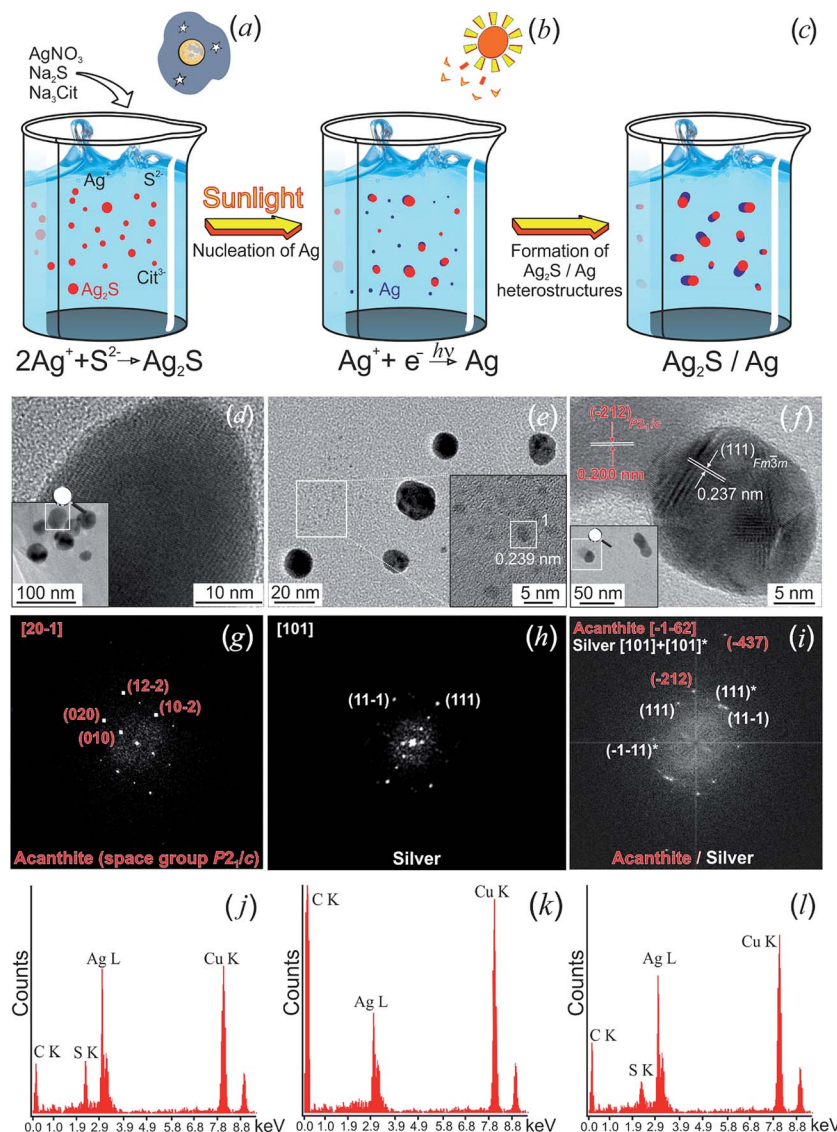 (a)
(b)
(c)
AgNO₃
Na₂S
Na₃Cit
Ag⁺
S²⁻
Cit³⁻
Ag₂S
Sunlight
Nucleation of Ag
Ag
Formation of
Ag₂S / Ag
heterostructures
2Ag⁺+S²⁻→Ag₂S
Ag⁺+ e⁻ hν→ Ag
Ag₂S / Ag
(d)
100 nm
10 nm
(e)
1
0.239 nm
20 nm
5 nm
(f)
(-212)
P2₁/c
0.200 nm
(111)
Fm3̅m
0.237 nm
50 nm
5 nm
[20-1]
(g)
(12-2)
(020)
(10-2)
(010)
Acanthite (space group P2₁/c)
[101]
(h)
(11-1)
(111)
Silver
Acanthite [-1-62]
Silver [101]+[101]*
(i)
(-437)
(-212)
(111)*
(111)
(11-1)
(-1-11)*
Acanthite / Silver
(j)
Counts
C K
S K
Ag L
Cu K
0.0 1.0 1.9 2.9 3.9 4.9 5.8 6.8 7.8 8.8 keV
(k)
Counts
C K
Ag L
Cu K
0.0 1.0 1.9 2.9 3.9 4.9 5.8 6.8 7.8 8.8 keV
(l)
Counts
C K
S K
Ag L
Cu K
0.0 1.0 1.9 2.9 3.9 4.9 5.8 6.8 7.8 8.8 keV